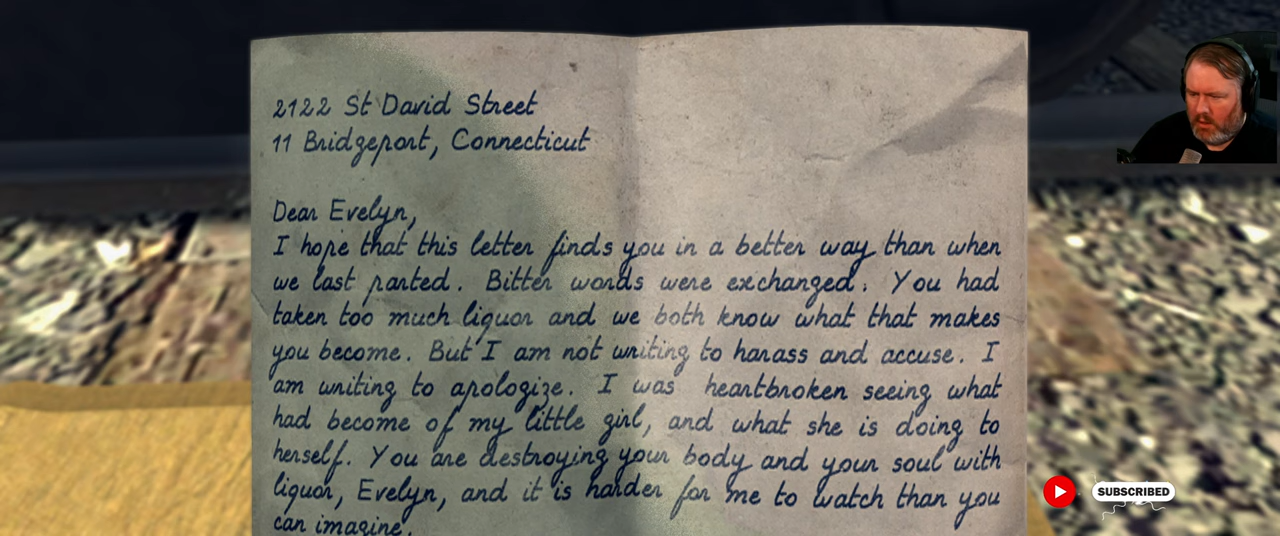 2122 St David Street
11 Bridgeport, Connecticut
Dear Evelyn,
I hope that this letter finds you in a better way than when
we last parted. Bitter words were exchanged. You had
taken too much liquor and we both know what that makes
you become. But I am not writing to harass and accuse. I
am writing to apologize. I was heartbroken seeing what
had become of my little girl, and what she is doing to
herself. You are destroying your body and your soul with
liquor, Evelyn, and it is harder for me to watch than you
can imagine.
SUBSCRIBED